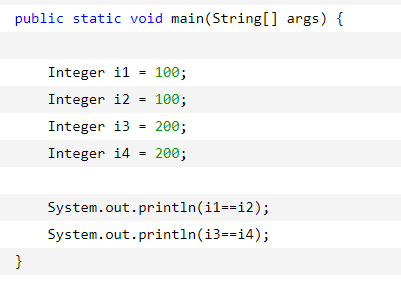 public static void main(String[] args) {
    Integer i1 = 100;
    Integer i2 = 100;
    Integer i3 = 200;
    Integer i4 = 200;
    System.out.println(i1==i2);
    System.out.println(i3==i4);
}